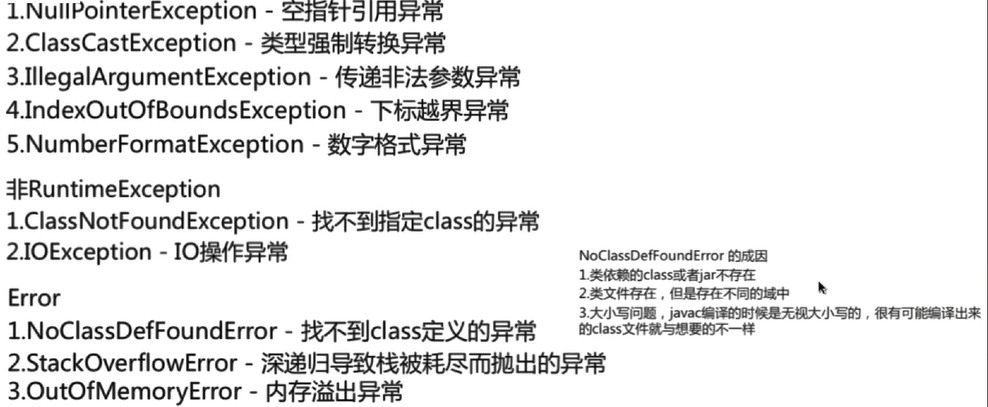 1.NullPointerException - 空指针引用异常
2.ClassCastException - 类型强制转换异常
3.IllegalArgumentException - 传递非法参数异常
4.IndexOutOfBoundsException - 下标越界异常
5.NumberFormatException - 数字格式异常
非RuntimeException
1.ClassNotFoundException - 找不到指定class的异常
2.IOException - IO操作异常
NoClassDefFoundError 的成因
1.类依赖的class或者jar不存在
2.类文件存在，但是存在不同的域中
3.大小写问题，javac编译的时候是无视大小写的，很有可能编译出来
的class文件就与想要的不一样
Error
1.NoClassDefFoundError - 找不到class定义的异常
2.StackOverflowError - 深递归导致栈被耗尽而抛出的异常
3.OutOfMemoryError - 内存溢出异常